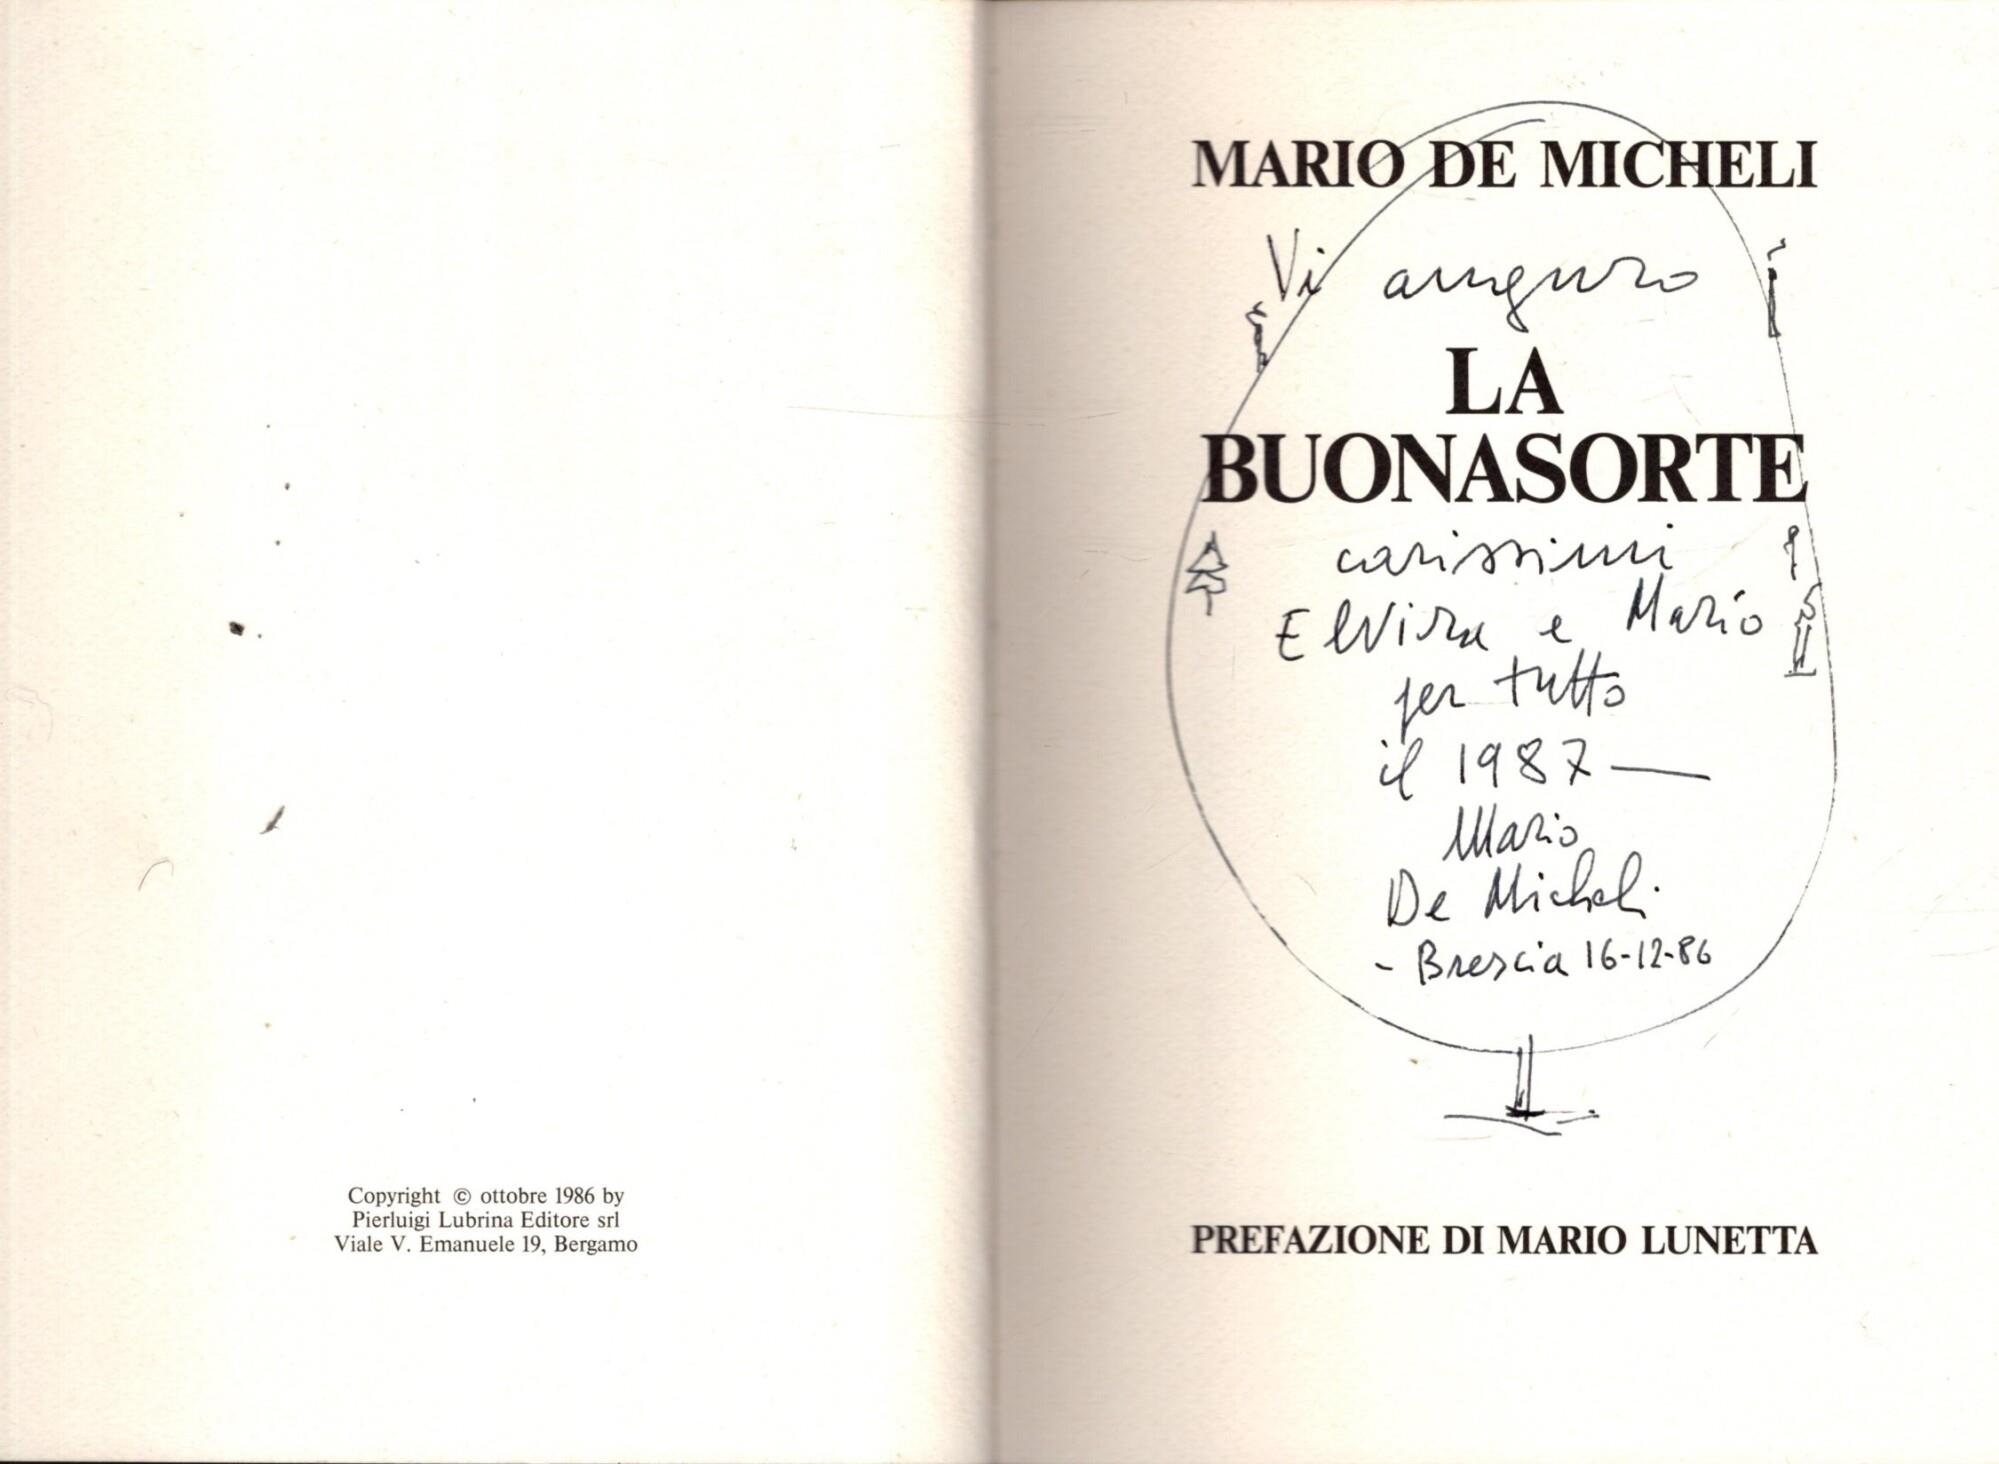 Copyright © ottobre 1986 by
Pierluigi Lubrina Editore srl
Viale V. Emanuele 19, Bergamo
MARIO DE MICHELI
Vi auguro
LA
BUONASORTE
carissimi
Elvira e Mario
per tutto
il 1987 —
Mario
De Micheli
- Brescia 16-12-86
PREFAZIONE DI MARIO LUNETTA